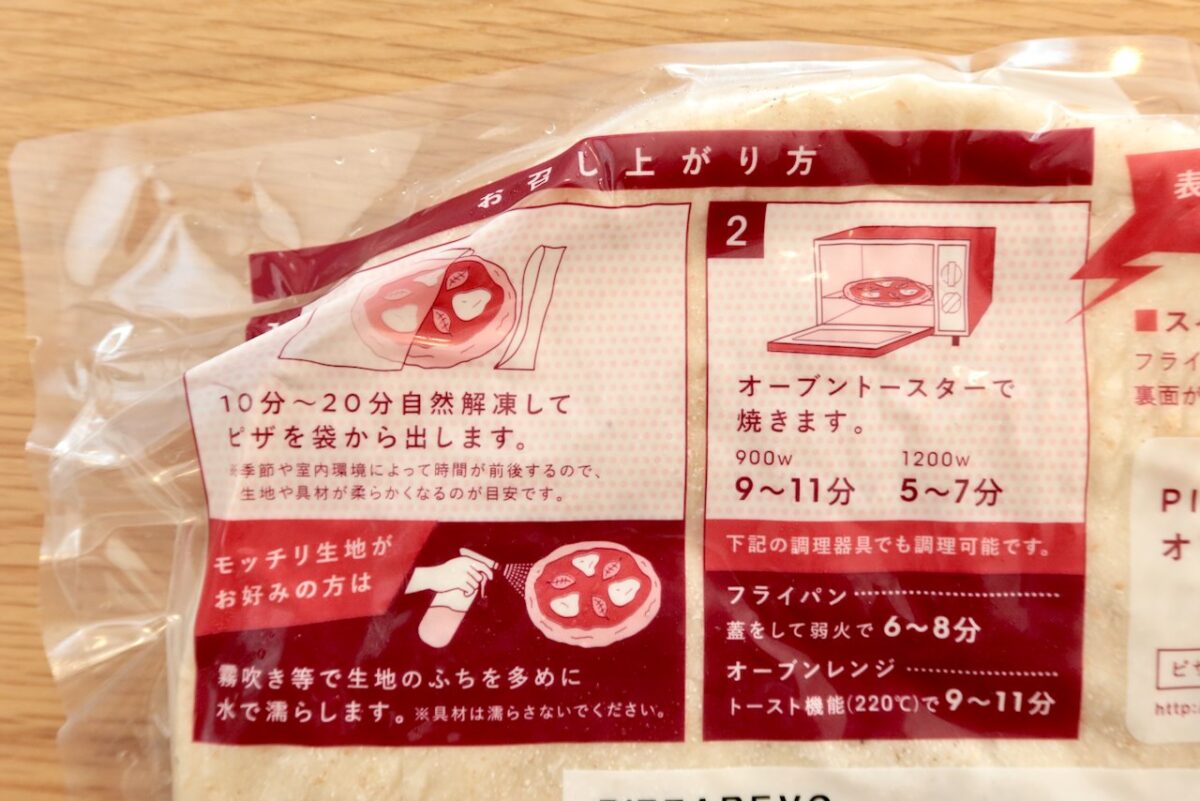 お召し上がり方
10分〜20分自然解凍して
ピザを袋から出します。
※季節や室内環境によって時間が前後するので、
生地や具材が柔らかくなるのが目安です。
モッチリ生地が
お好みの方は
霧吹き等で生地のふちを多めに
水で濡らします。※具材は濡らさないでください。
2
オーブントースターで
焼きます。
900w 1200w
9〜11分 5〜7分
下記の調理器具でも調理可能です。
フライパン
蓋をして弱火で 6〜8分
オーブンレンジ
トースト機能(220℃)で 9〜11分
表
■ス
フライ
裏面が
PI
オ
ピ
http: